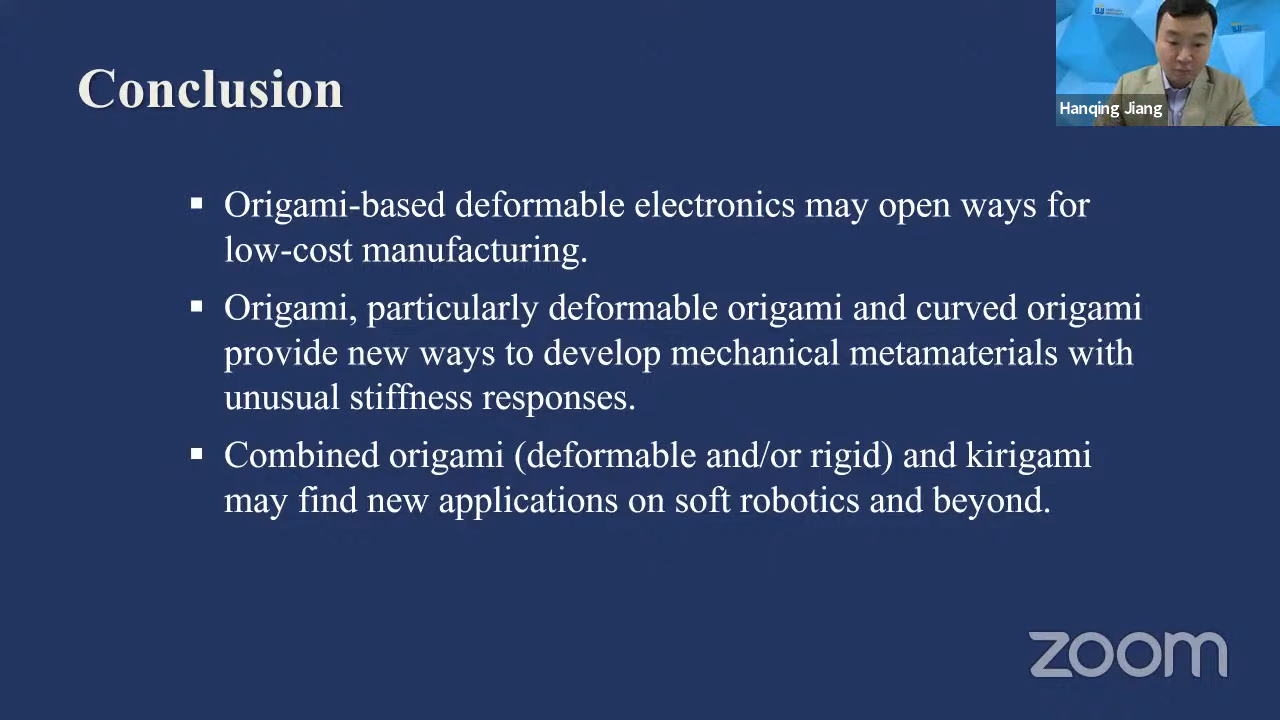 Conclusion
Hanqing Jiang
▪ Origami-based deformable electronics may open ways for
low-cost manufacturing.
▪ Origami, particularly deformable origami and curved origami
provide new ways to develop mechanical metamaterials with
unusual stiffness responses.
▪ Combined origami (deformable and/or rigid) and kirigami
may find new applications on soft robotics and beyond.
zoom